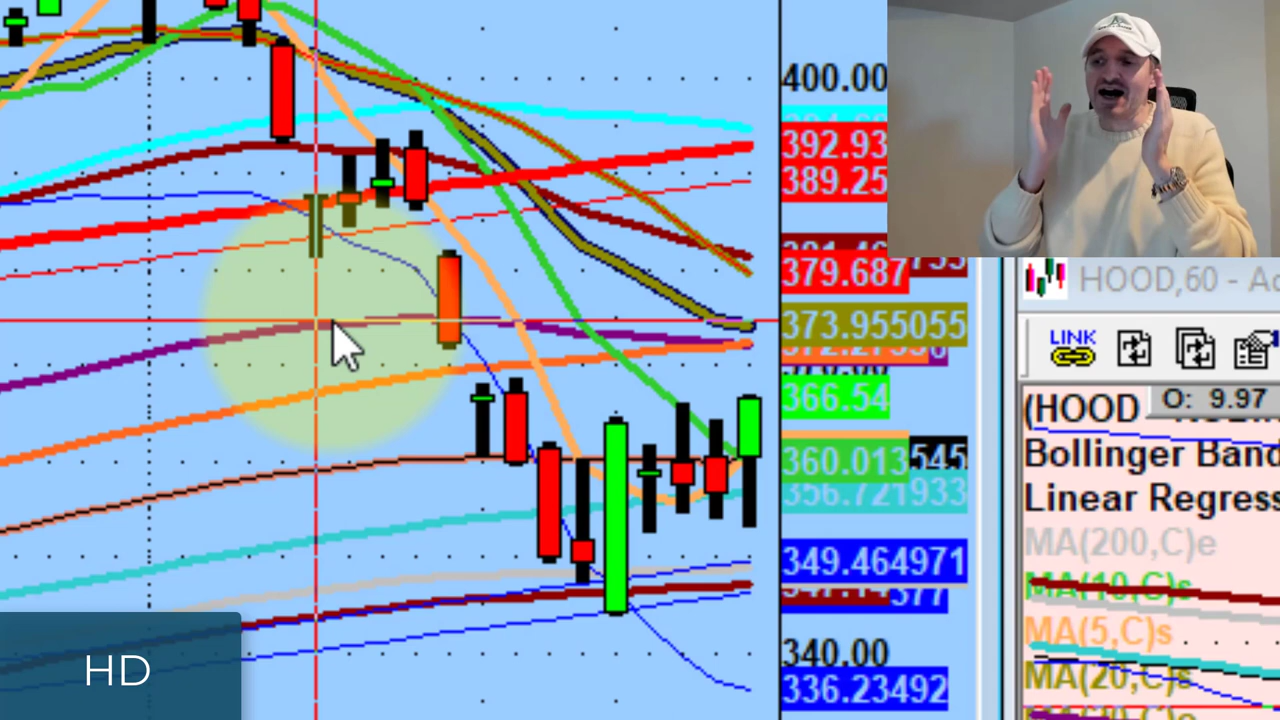 400.00
392.93
389.25
379.687
373.955055
366.54
360.013
545
356.721933
349.464971
577
340.00
336.23492
HOOD,60 - Ad
LINK
(HOOD
O: 9.97
Bollinger Band
Linear Regress
MA(200,C)e
MA(10,C)s
MA(5,C)s
MA(20,C)s
HD